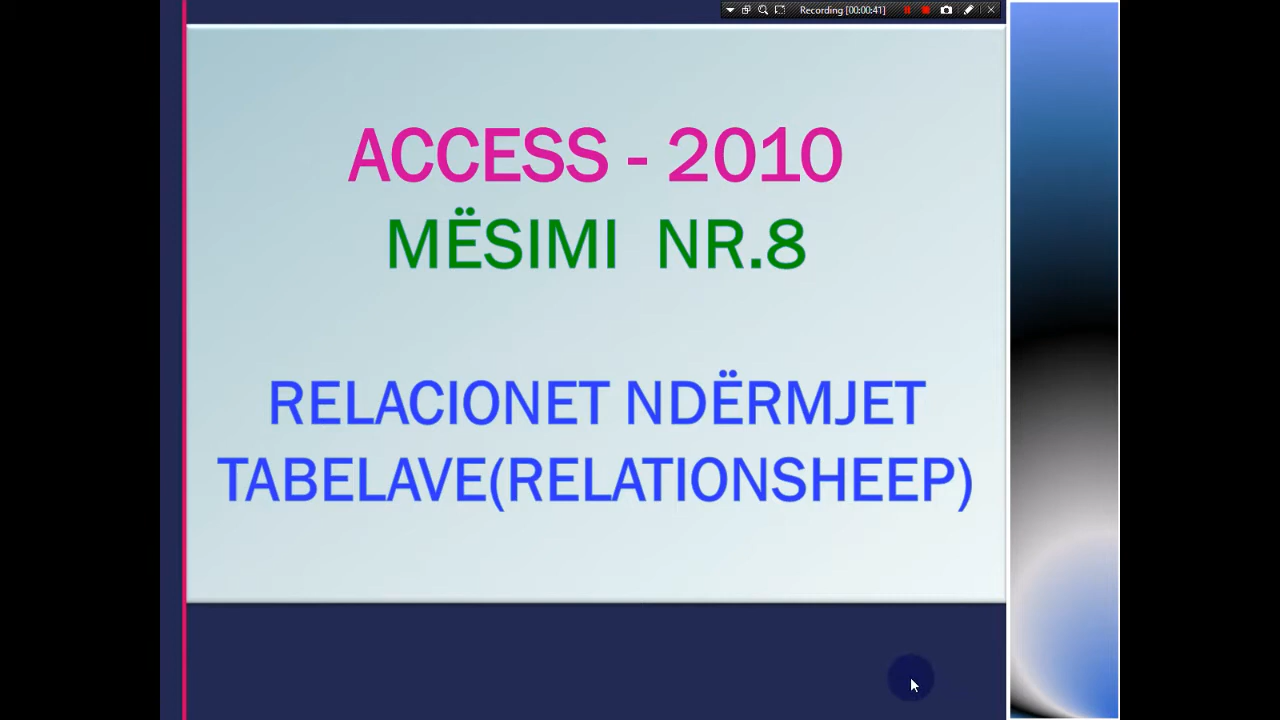 Recording [00:00:41]
ACCESS - 2010
MËSIMI NR.8
RELACIONET NDËRMJET
TABELAVE(RELATIONSHEEP)